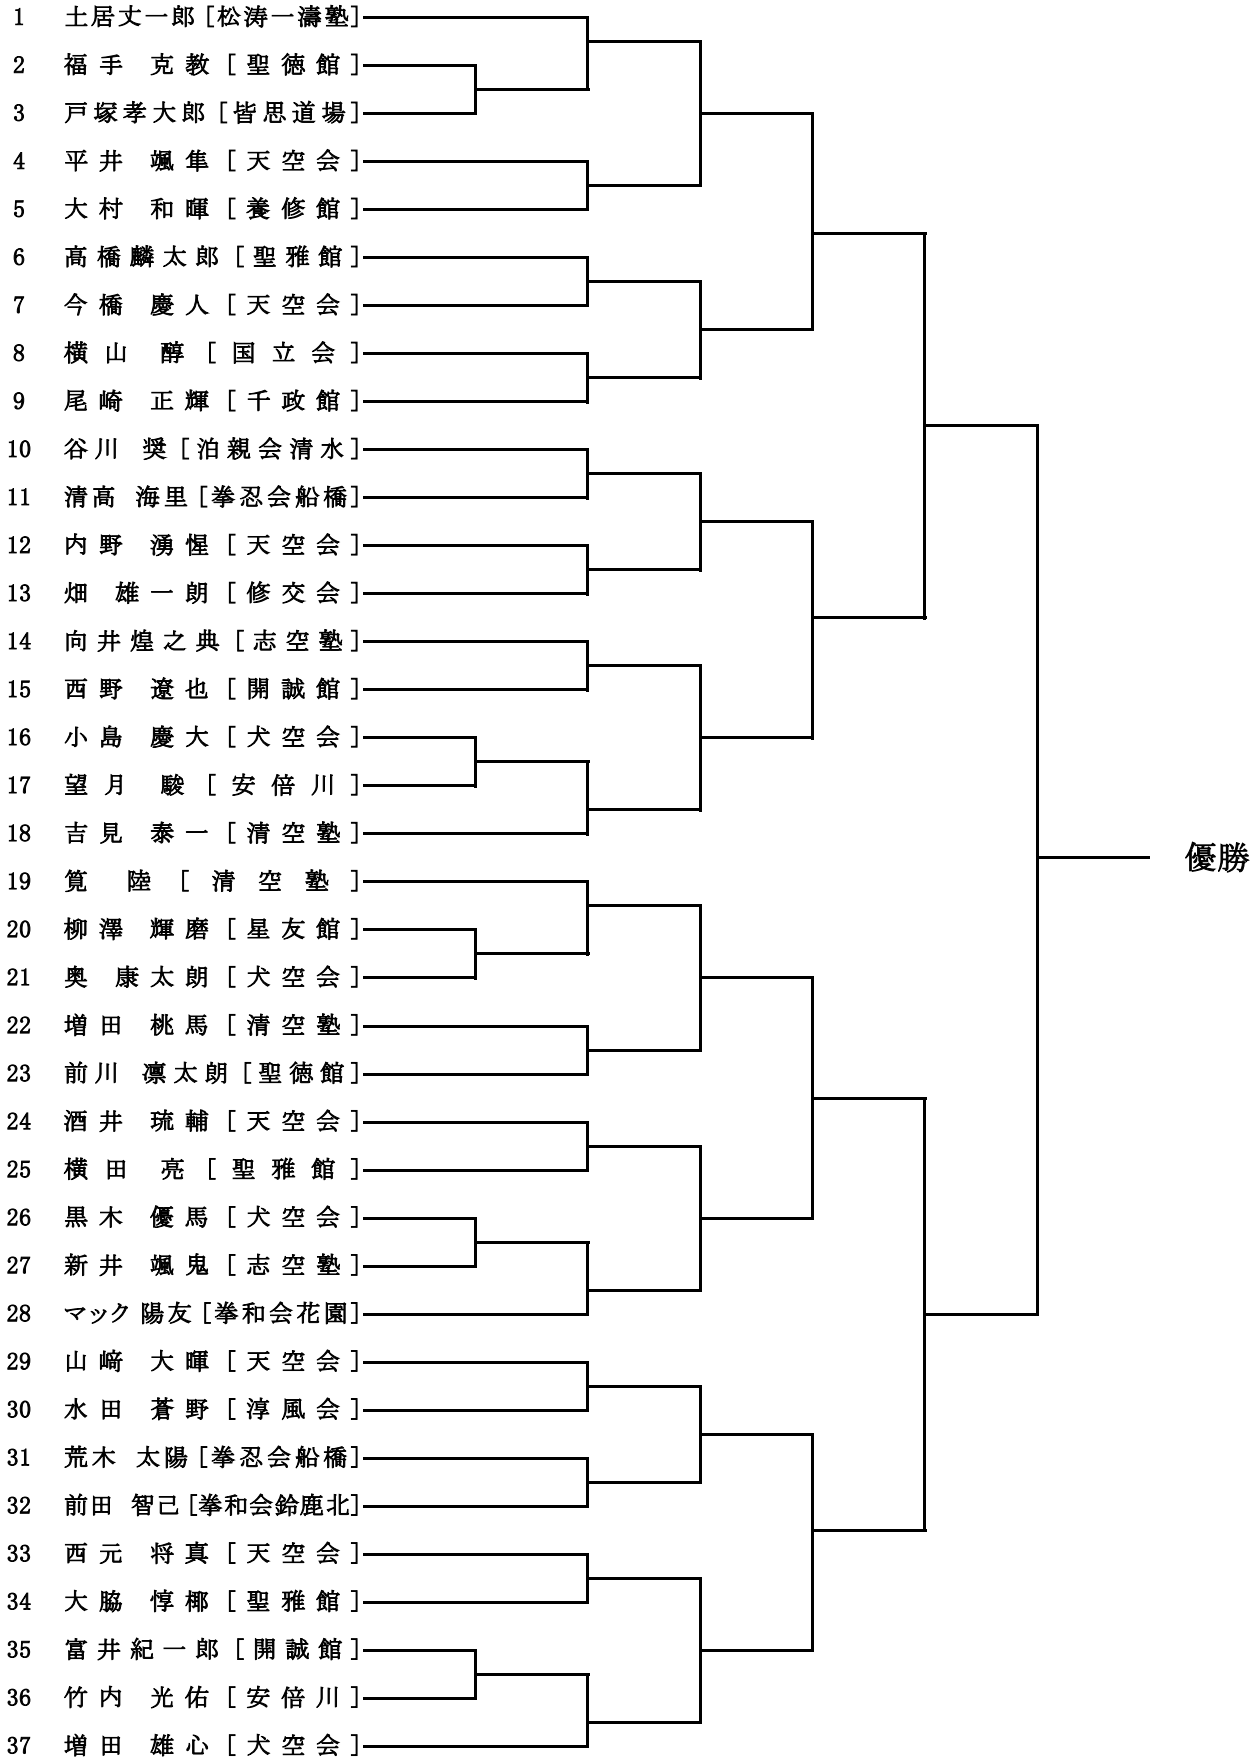 1 土居丈一郎 [松涛一濤塾]
2 福手 克教 [聖徳館]
3 戸塚孝大郎 [皆思道場]
4 平井 颯隼 [天空会]
5 大村 和暉 [養修館]
6 高橋麟太郎 [聖雅館]
7 今橋 慶人 [天空会]
8 横山 醇 [国立会]
9 尾崎 正輝 [千政館]
10 谷川 奨 [泊親会清水]
11 清高 海里 [拳忍会船橋]
12 内野 湧惺 [天空会]
13 畑 雄一朗 [修交会]
14 向井煌之典 [志空塾]
15 西野 遼也 [開誠館]
16 小島 慶大 [犬空会]
17 望月 駿 [安倍川]
18 吉見 泰一 [清空塾]
優勝
19 筧 陸 [清空塾]
20 柳澤 輝磨 [星友館]
21 奥 康太朗 [犬空会]
22 増田 桃馬 [清空塾]
23 前川 凛太朗 [聖徳館]
24 酒井 琉輔 [天空会]
25 横田 亮 [聖雅館]
26 黒木 優馬 [犬空会]
27 新井 颯鬼 [志空塾]
28 マック 陽友 [拳和会花園]
29 山﨑 大暉 [天空会]
30 水田 蒼野 [淳風会]
31 荒木 太陽 [拳忍会船橋]
32 前田 智己 [拳和会鈴鹿北]
33 西元 将真 [天空会]
34 大脇 惇椰 [聖雅館]
35 富井紀一郎 [開誠館]
36 竹内 光佑 [安倍川]
37 増田 雄心 [犬空会]